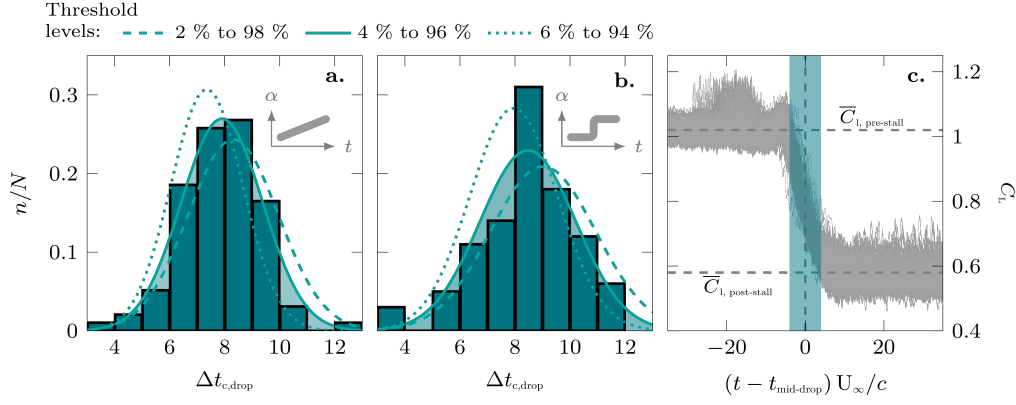 Threshold
levels: 2 % to 98 % 4 % to 96 % 6 % to 94 %
a. b. c.
n/N
0.3
0.2
0.1
0
α
t
4 6 8 10 12
Δt_c,drop
α
t
4 6 8 10 12
Δt_c,drop
C̅_l, pre-stall
C̅_l, post-stall
1.2
1
0.8
0.6
0.4
C_L
−20 0 20
(t − t_mid-drop) U_∞/c